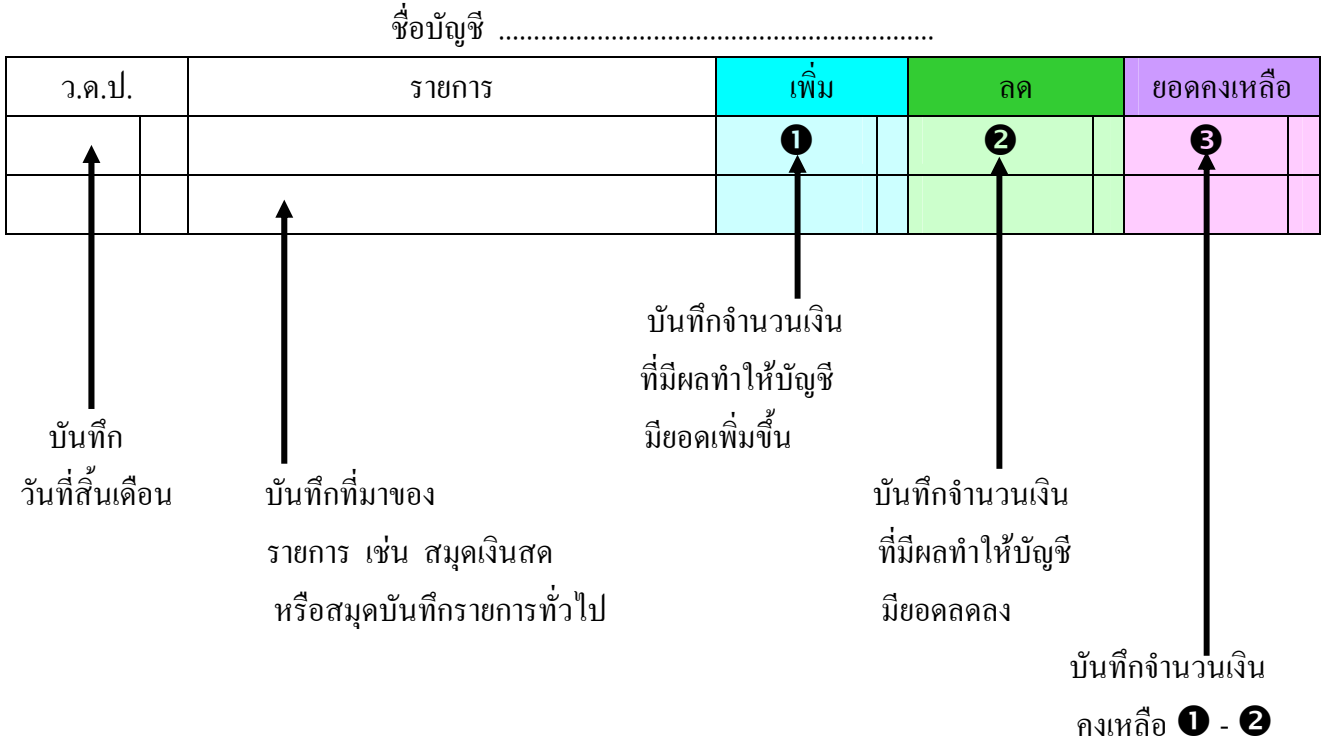 ชื่อบัญชี ..............................................................
ว.ด.ป. รายการ เพิ่ม ลด ยอดคงเหลือ
❶ ❷ ❸
บันทึก
วันที่สิ้นเดือน
บันทึกที่มาของ
รายการ เช่น สมุดเงินสด
หรือสมุดบันทึกรายการทั่วไป
บันทึกจำนวนเงิน
ที่มีผลทำให้บัญชี
มียอดเพิ่มขึ้น
บันทึกจำนวนเงิน
ที่มีผลทำให้บัญชี
มียอดลดลง
บันทึกจำนวนเงิน
คงเหลือ ❶ - ❷